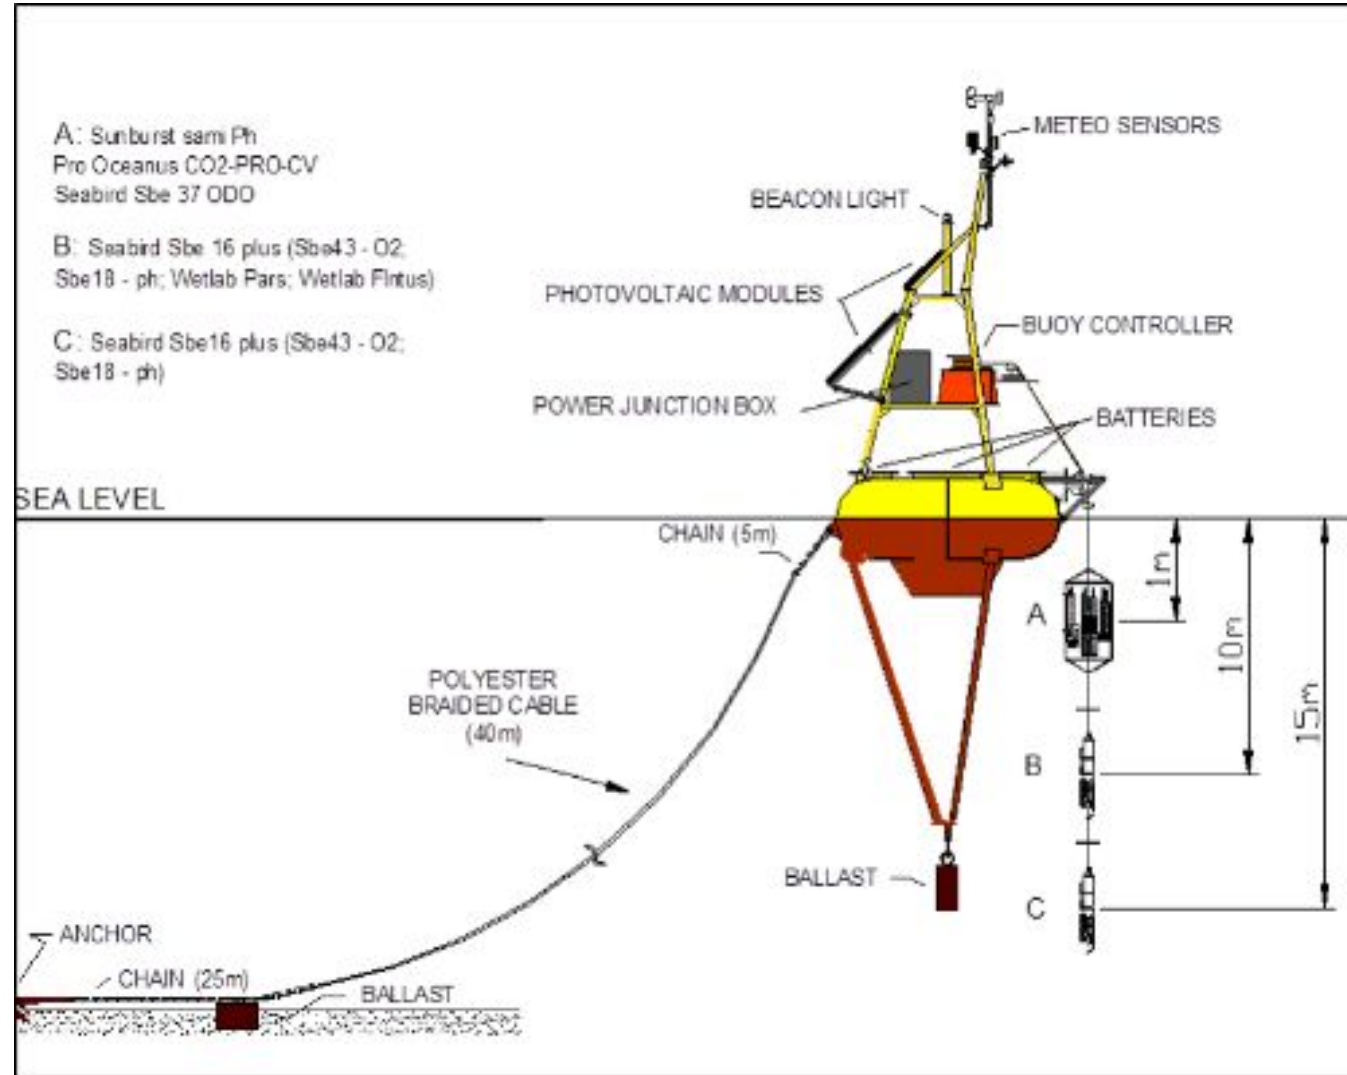 A: Sunburst sami Ph
Pro Oceanus CO2-PRO-CV
Seabird Sbe 37 ODO
B: Seabird Sbe 16 plus (Sbe43 - O2;
Sbe18 - ph; Wetlab Pars; Wetlab Flntus)
C: Seabird Sbe16 plus (Sbe43 - O2;
Sbe18 - ph)
METEO SENSORS
BEACON LIGHT
PHOTOVOLTAIC MODULES
BUOY CONTROLLER
POWER JUNCTION BOX
BATTERIES
SEA LEVEL
CHAIN (5m)
1m
A
10m
POLYESTER
BRAIDED CABLE
(40m)
15m
B
BALLAST
C
ANCHOR
CHAIN (25m)
BALLAST